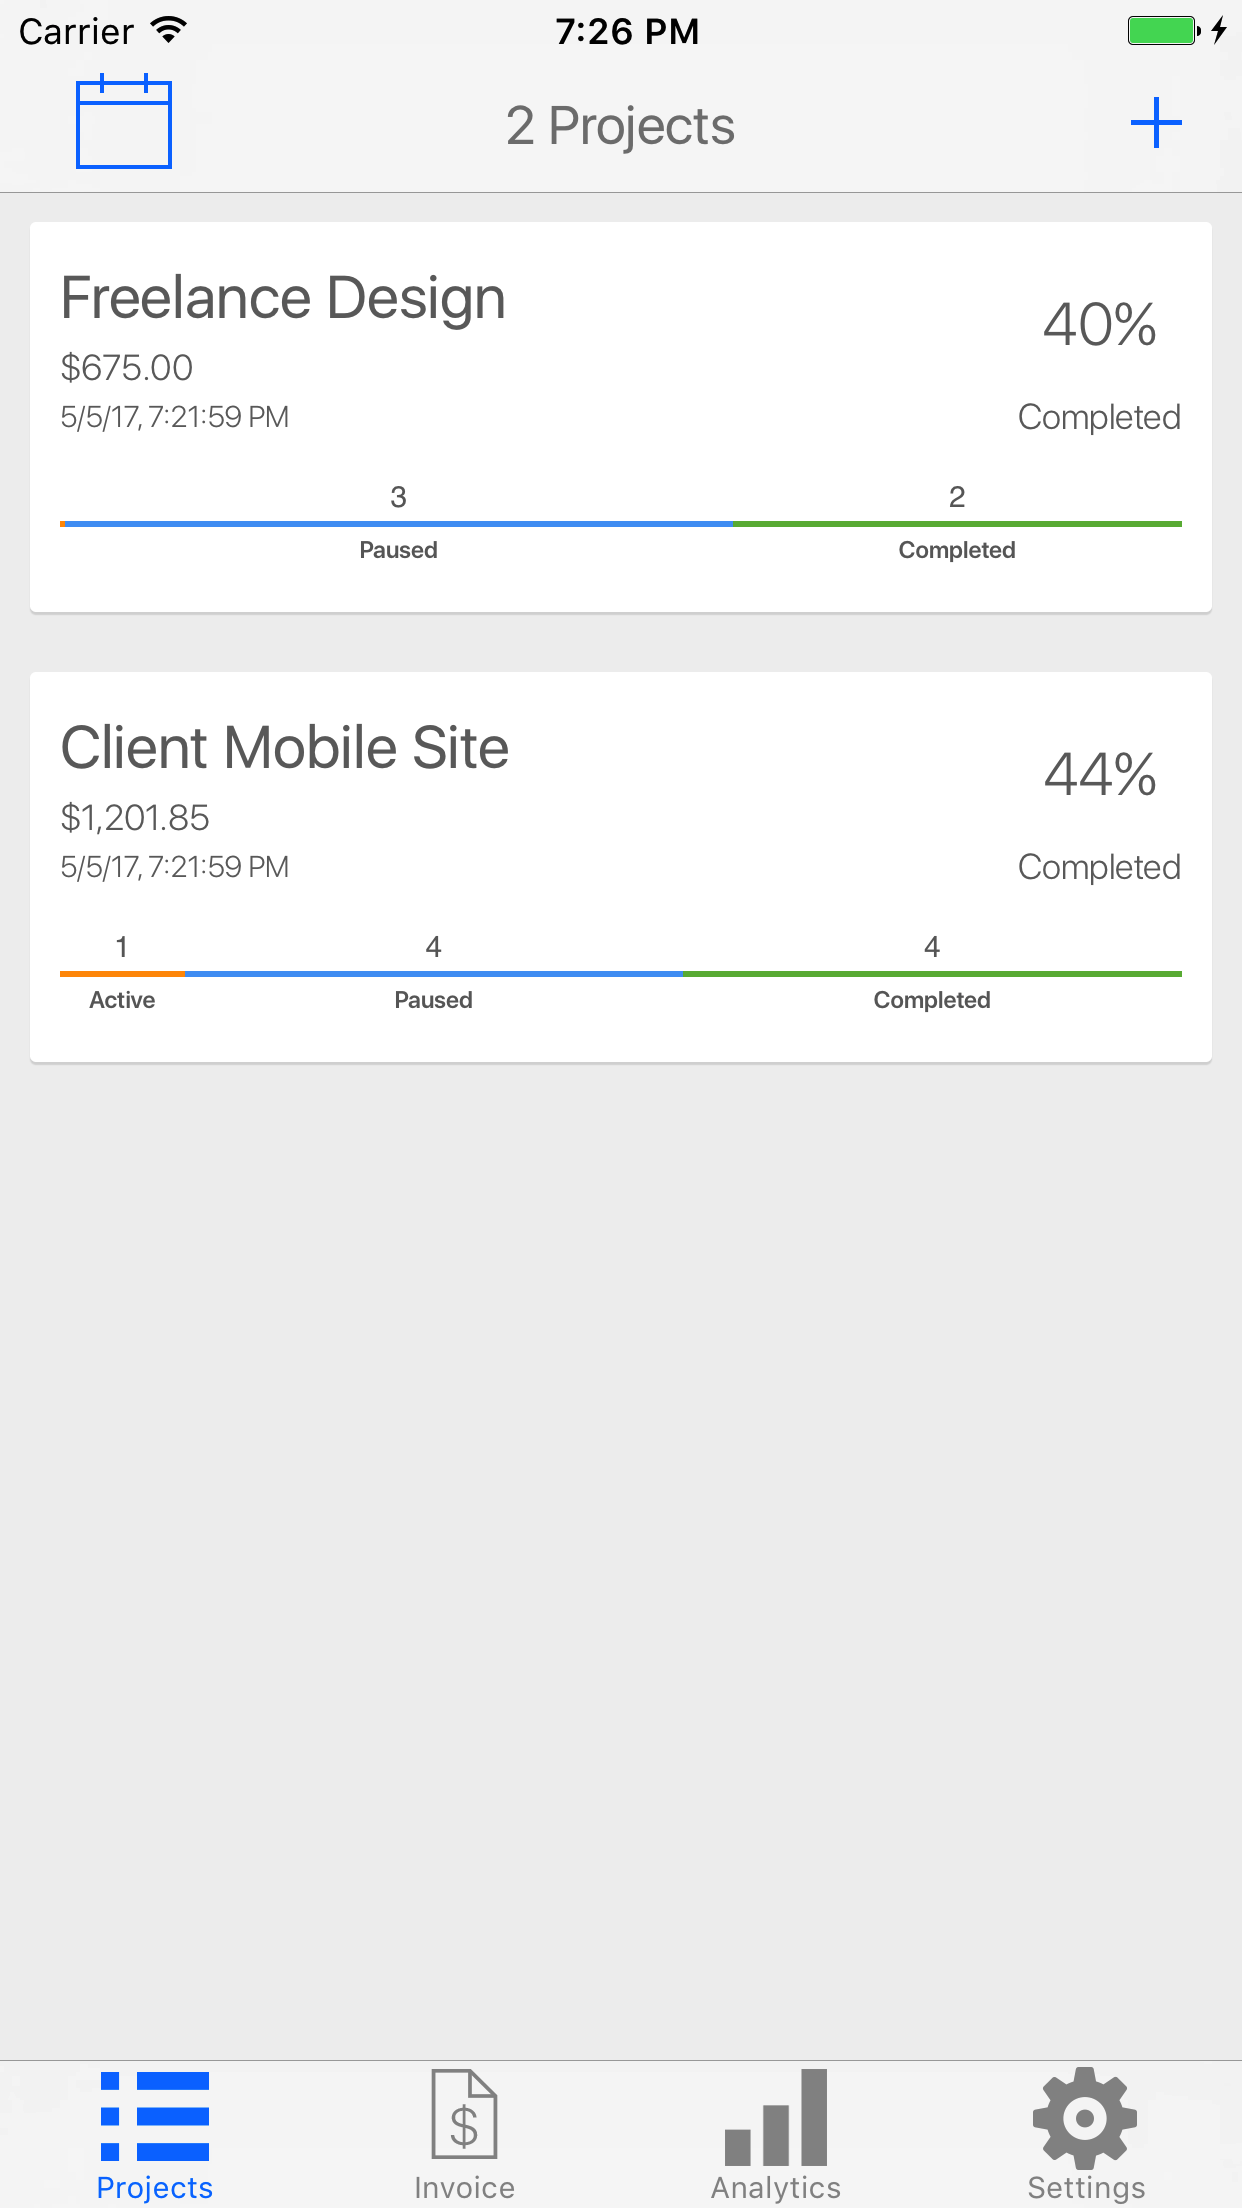 Carrier 7:26 PM
2 Projects
Freelance Design
40%
$675.00
5/5/17, 7:21:59 PM
Completed
3 2
Paused Completed
Client Mobile Site
44%
$1,201.85
5/5/17, 7:21:59 PM
Completed
1 4 4
Active Paused Completed
$
Projects Invoice Analytics Settings